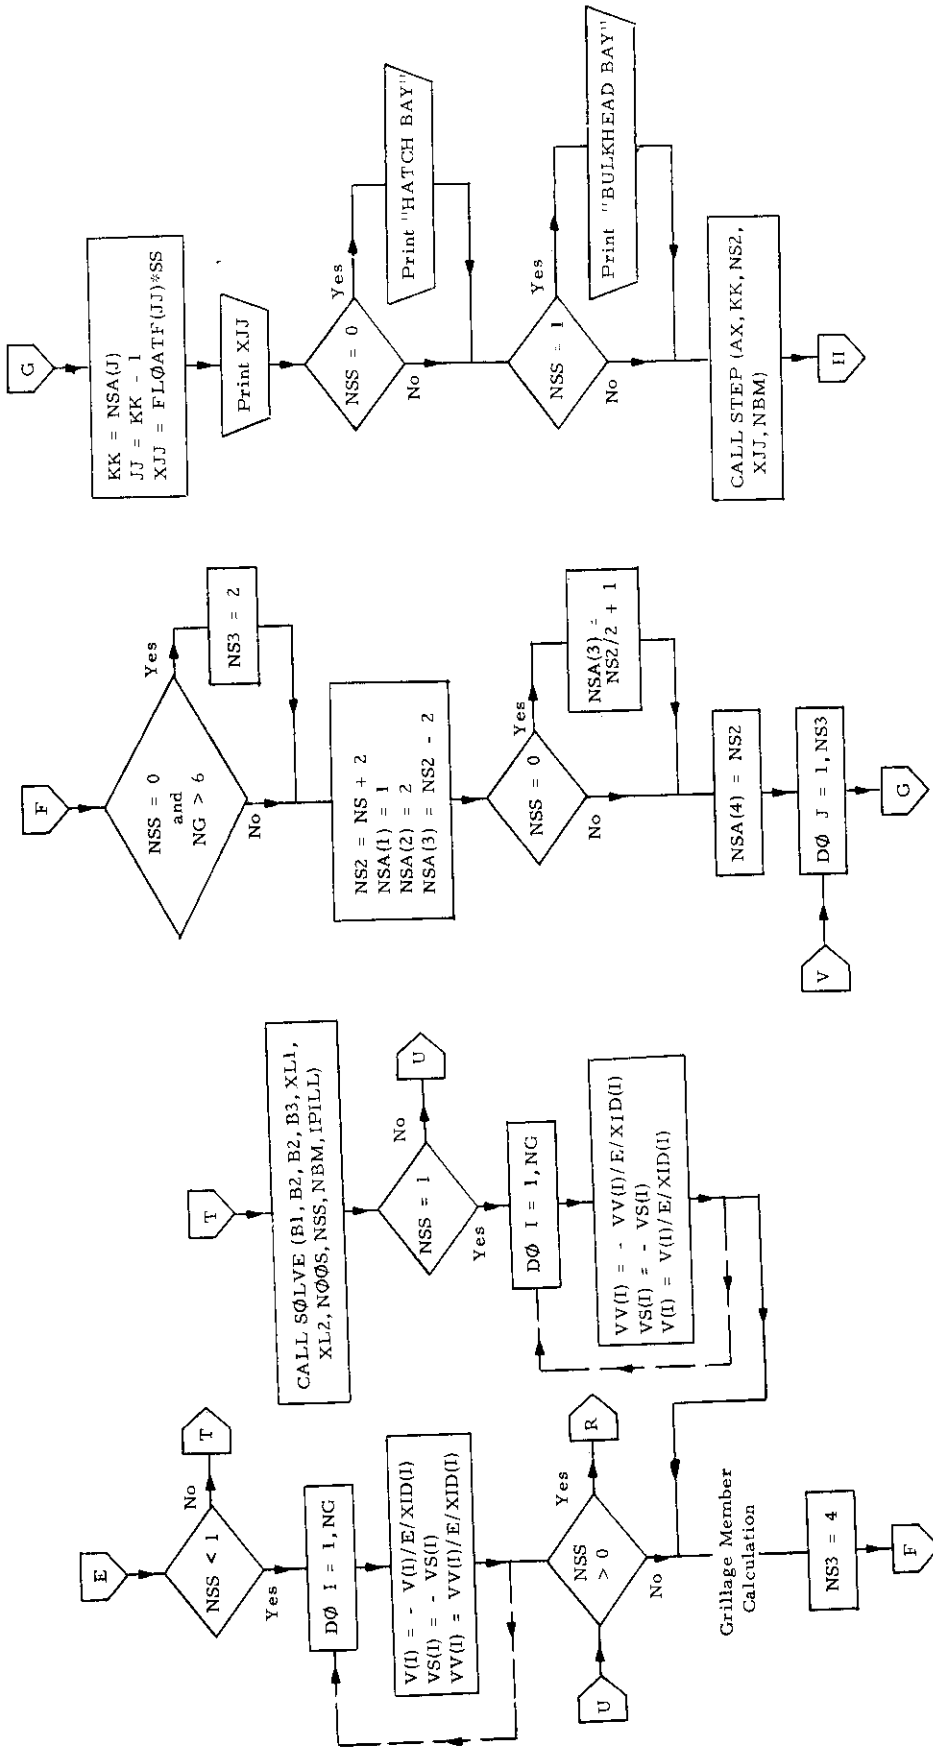 E
NSS < 1
No
T
Yes
DØ I = 1, NG
V(I) = - V(I)/E/XID(I)
VS(I) = - VS(I)
VV(I) = VV(I)/E/XID(I)
U
NSS
> 0
Yes
R
No
Grillage Member
Calculation
NS3 = 4
F
T
CALL SØLVE (B1, B2, B2, B3, XL1,
XL2, NØØS, NSS, NBM, IPILL)
NSS = 1
No
U
Yes
DØ I = 1, NG
VV(I) = - VV(I)/E/XID(I)
VS(I) = - VS(I)
V(I) = V(I)/E/XID(I)
F
NSS = 0
and
NG > 6
Yes
NS3 = 2
No
NS2 = NS + 2
NSA(1) = 1
NSA(2) = 2
NSA(3) = NS2 - 2
NSS = 0
Yes
NSA(3) =
NS2/2 + 1
No
NSA(4) = NS2
V
DØ J = 1, NS3
G
G
KK = NSA(J)
JJ = KK - 1
XJJ = FLØATF(JJ)*SS
Print XJJ
NSS = 0
Yes
Print "HATCH BAY"
No
NSS = 1
Yes
Print "BULKHEAD BAY"
No
CALL STEP (AX, KK, NS2,
XJJ, NBM)
H